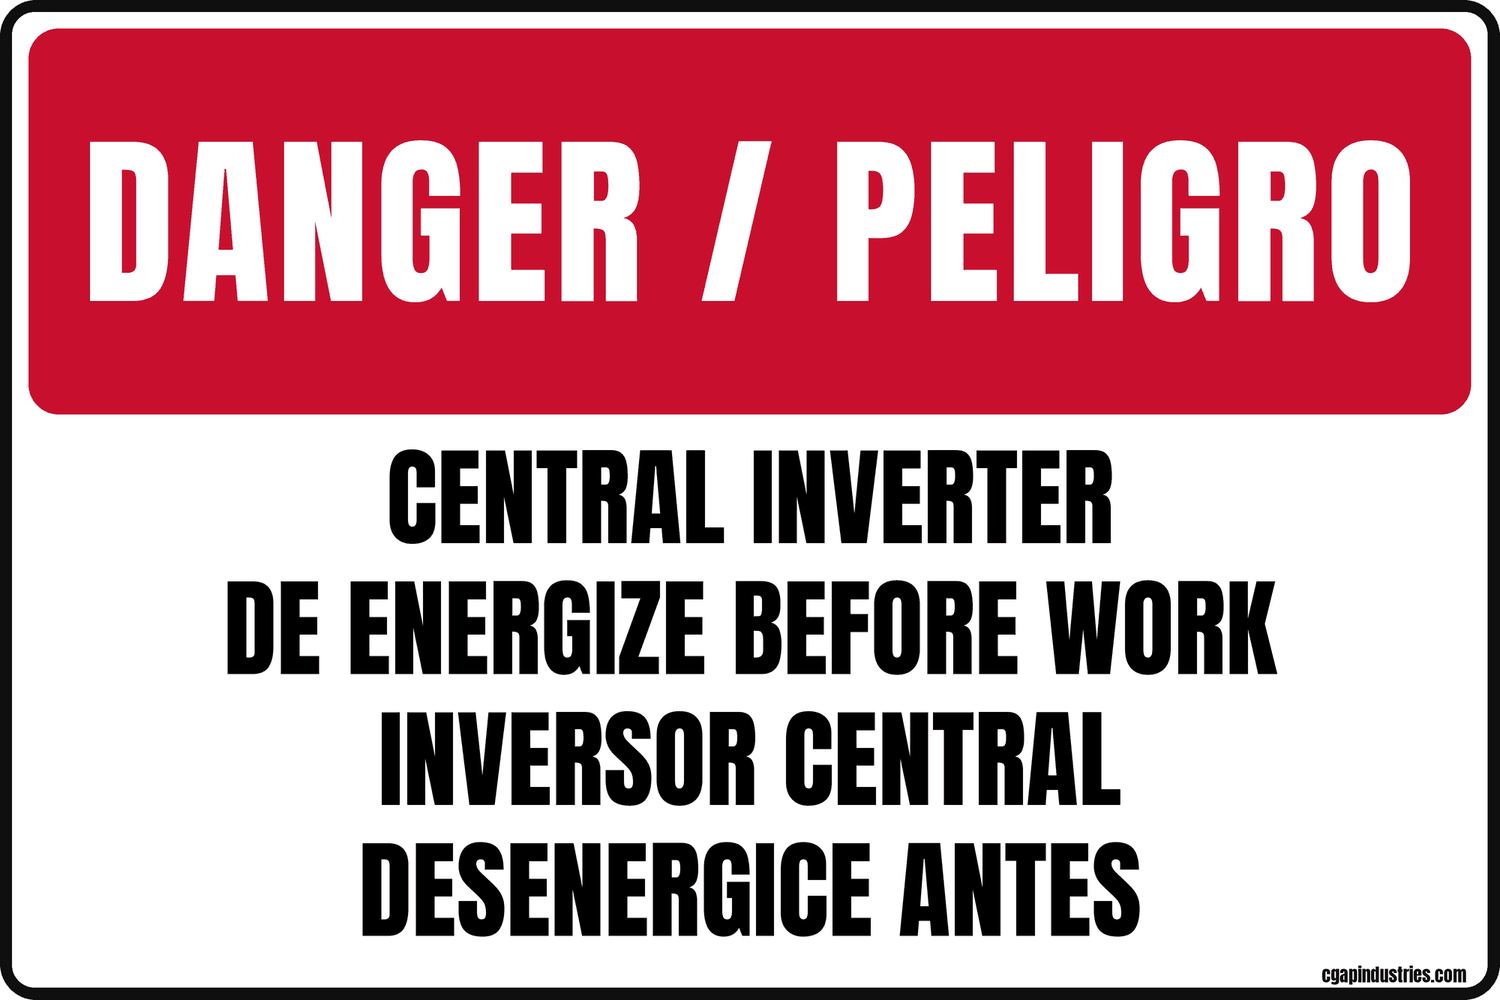 DANGER / PELIGRO
CENTRAL INVERTER
DE ENERGIZE BEFORE WORK
INVERSOR CENTRAL
DESENERGICE ANTES
cgapindustries.com